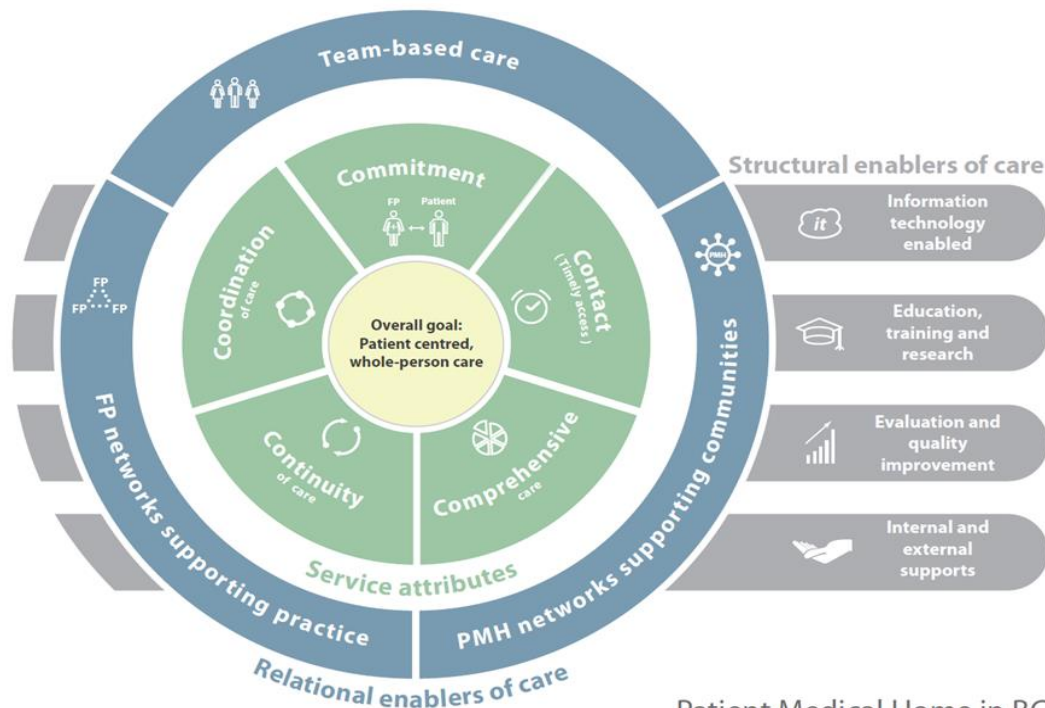 Team-based care
Structural enablers of care
Commitment
FP
Patient
Information
technology
enabled
it
PMH
Coordination
of care
Contact
(Timely access)
FP
FP
FP
Overall goal:
Patient centred,
whole-person care
Education,
training and
research
FP networks supporting practice
PMH networks supporting communities
Continuity
of care
Comprehensive
care
Evaluation and
quality
improvement
Service attributes
Internal and
external
supports
Relational enablers of care